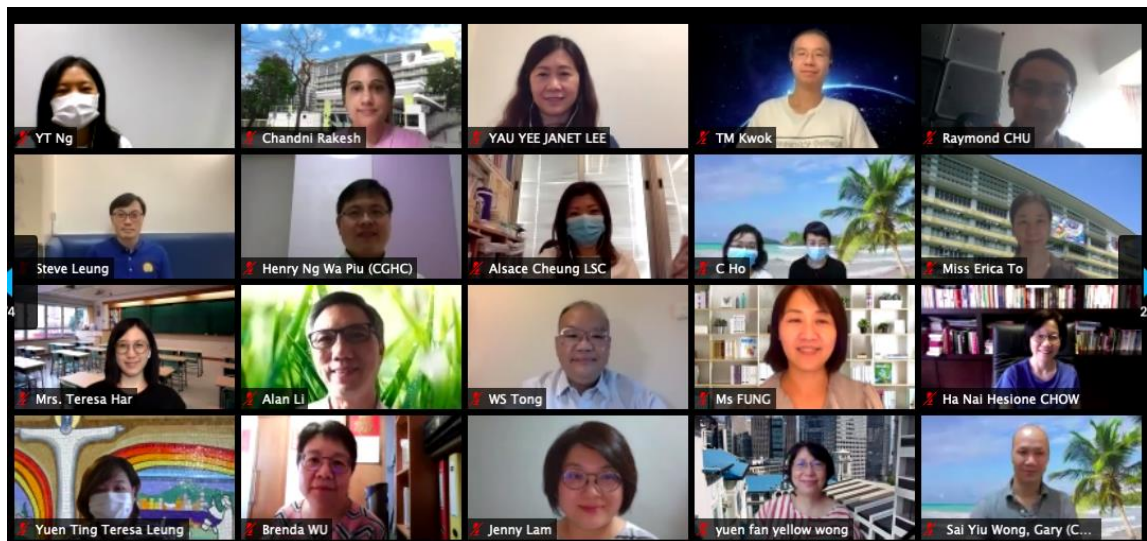 YT Ng
Chandni Rakesh
YAU YEE JANET LEE
TM Kwok
Raymond CHU
Steve Leung
Henry Ng Wa Piu (CGHC)
Alsace Cheung LSC
C Ho
Miss Erica To
4
2
Mrs. Teresa Har
Alan Li
WS Tong
Ms FUNG
Ha Nai Hesione CHOW
Yuen Ting Teresa Leung
Brenda WU
Jenny Lam
yuen fan yellow wong
Sai Yiu Wong, Gary (C...